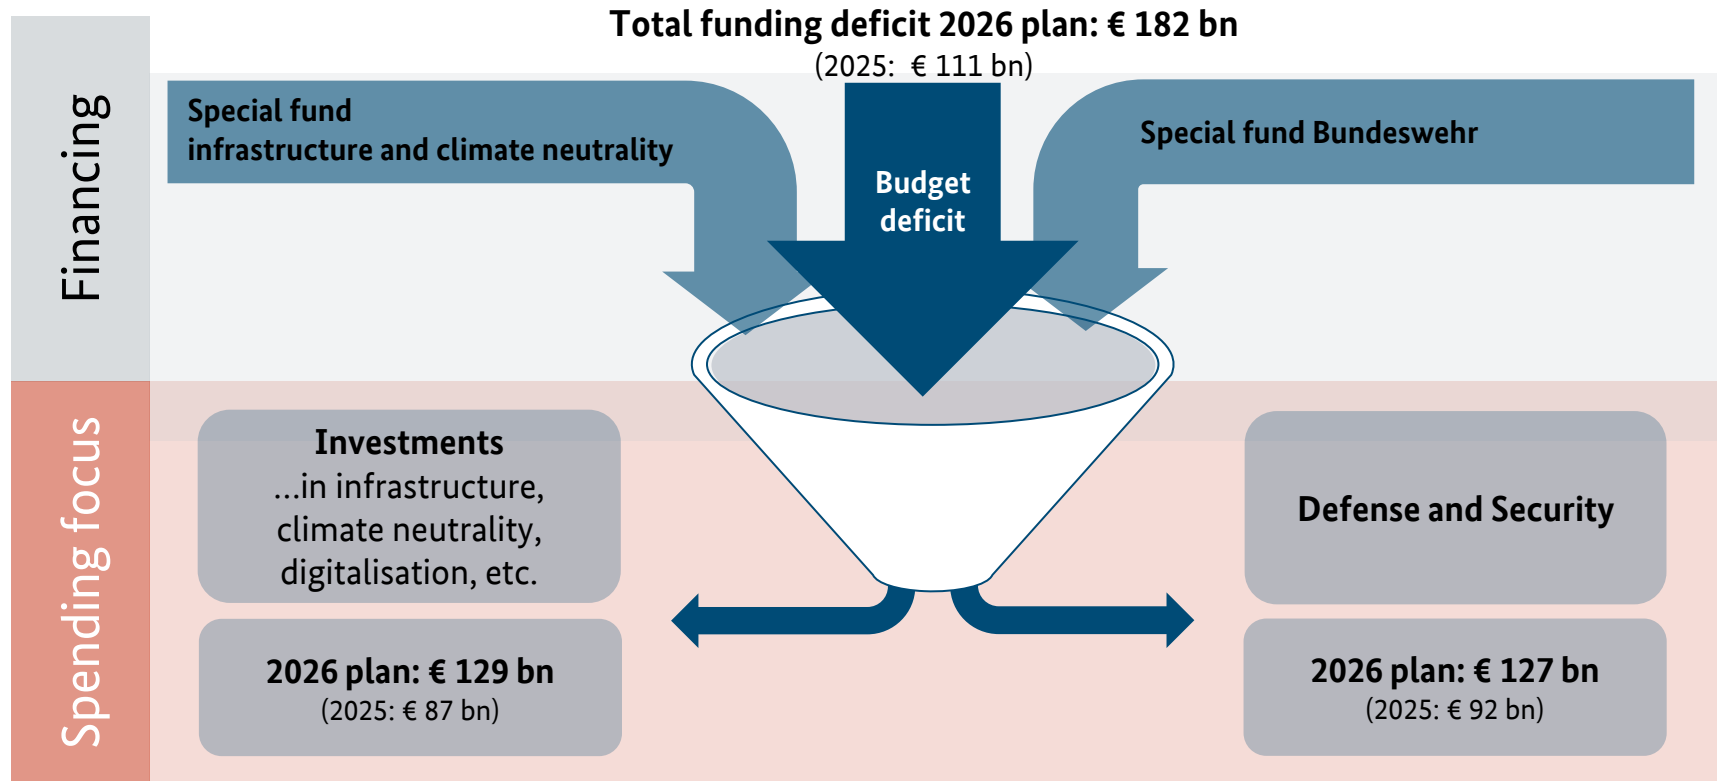 Total funding deficit 2026 plan: € 182 bn
(2025: € 111 bn)
Financing
Special fund
infrastructure and climate neutrality
Budget
deficit
Special fund Bundeswehr
Spending focus
Investments
...in infrastructure,
climate neutrality,
digitalisation, etc.
2026 plan: € 129 bn
(2025: € 87 bn)
Defense and Security
2026 plan: € 127 bn
(2025: € 92 bn)